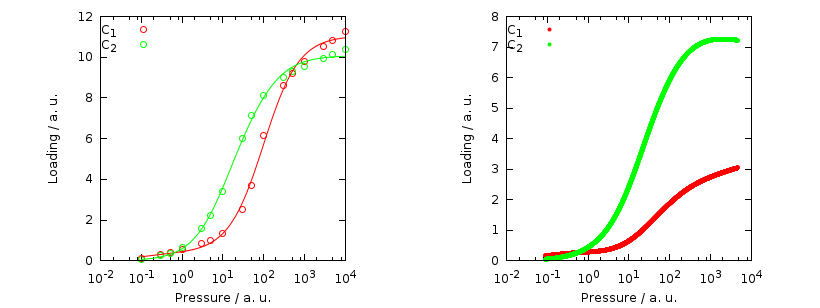 12
10
8
6
4
2
0
10⁻² 10⁻¹ 10⁰ 10¹ 10² 10³ 10⁴
Loading / a. u.
Pressure / a. u.
C₁
C₂
8
7
6
5
4
3
2
1
0
10⁻² 10⁻¹ 10⁰ 10¹ 10² 10³ 10⁴
Loading / a. u.
Pressure / a. u.
C₁
C₂